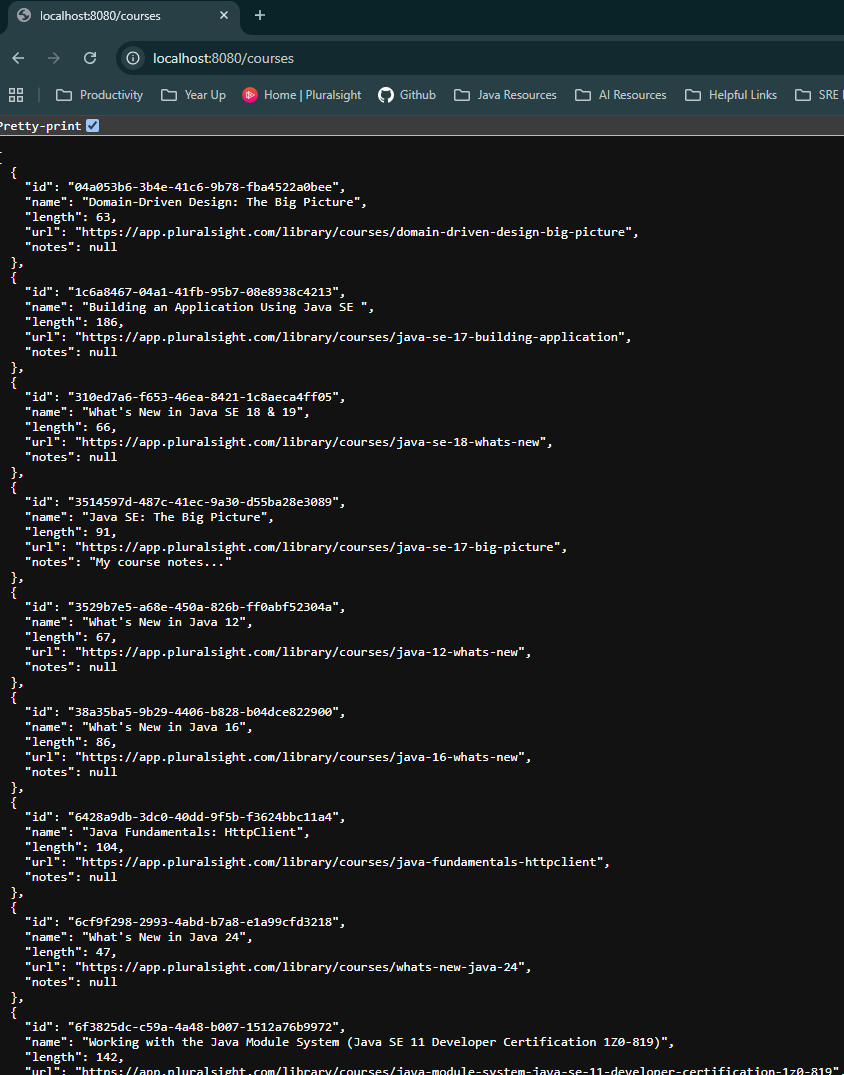 localhost:8080/courses
localhost:8080/courses
Productivity Year Up Home | Pluralsight Github Java Resources AI Resources Helpful Links SRE
Pretty-print
[
{
"id": "04a053b6-3b4e-41c6-9b78-fba4522a0bee",
"name": "Domain-Driven Design: The Big Picture",
"length": 63,
"url": "https://app.pluralsight.com/library/courses/domain-driven-design-big-picture",
"notes": null
},
{
"id": "1c6a8467-04a1-41fb-95b7-08e8938c4213",
"name": "Building an Application Using Java SE ",
"length": 186,
"url": "https://app.pluralsight.com/library/courses/java-se-17-building-application",
"notes": null
},
{
"id": "310ed7a6-f653-46ea-8421-1c8aeca4ff05",
"name": "What's New in Java SE 18 & 19",
"length": 66,
"url": "https://app.pluralsight.com/library/courses/java-se-18-whats-new",
"notes": null
},
{
"id": "3514597d-487c-41ec-9a30-d55ba28e3089",
"name": "Java SE: The Big Picture",
"length": 91,
"url": "https://app.pluralsight.com/library/courses/java-se-17-big-picture",
"notes": "My course notes..."
},
{
"id": "3529b7e5-a68e-450a-826b-ff0abf52304a",
"name": "What's New in Java 12",
"length": 67,
"url": "https://app.pluralsight.com/library/courses/java-12-whats-new",
"notes": null
},
{
"id": "38a35ba5-9b29-4406-b828-b04dce822900",
"name": "What's New in Java 16",
"length": 86,
"url": "https://app.pluralsight.com/library/courses/java-16-whats-new",
"notes": null
},
{
"id": "6428a9db-3dc0-40dd-9f5b-f3624bbc11a4",
"name": "Java Fundamentals: HttpClient",
"length": 104,
"url": "https://app.pluralsight.com/library/courses/java-fundamentals-httpclient",
"notes": null
},
{
"id": "6cf9f298-2993-4abd-b7a8-e1a99cfd3218",
"name": "What's New in Java 24",
"length": 47,
"url": "https://app.pluralsight.com/library/courses/whats-new-java-24",
"notes": null
},
{
"id": "6f3825dc-c59a-4a48-b007-1512a76b9972",
"name": "Working with the Java Module System (Java SE 11 Developer Certification 1Z0-819)",
"length": 142,
"url": "https://app.pluralsight.com/library/courses/java-module-system-java-se-11-developer-certification-1z0-819"